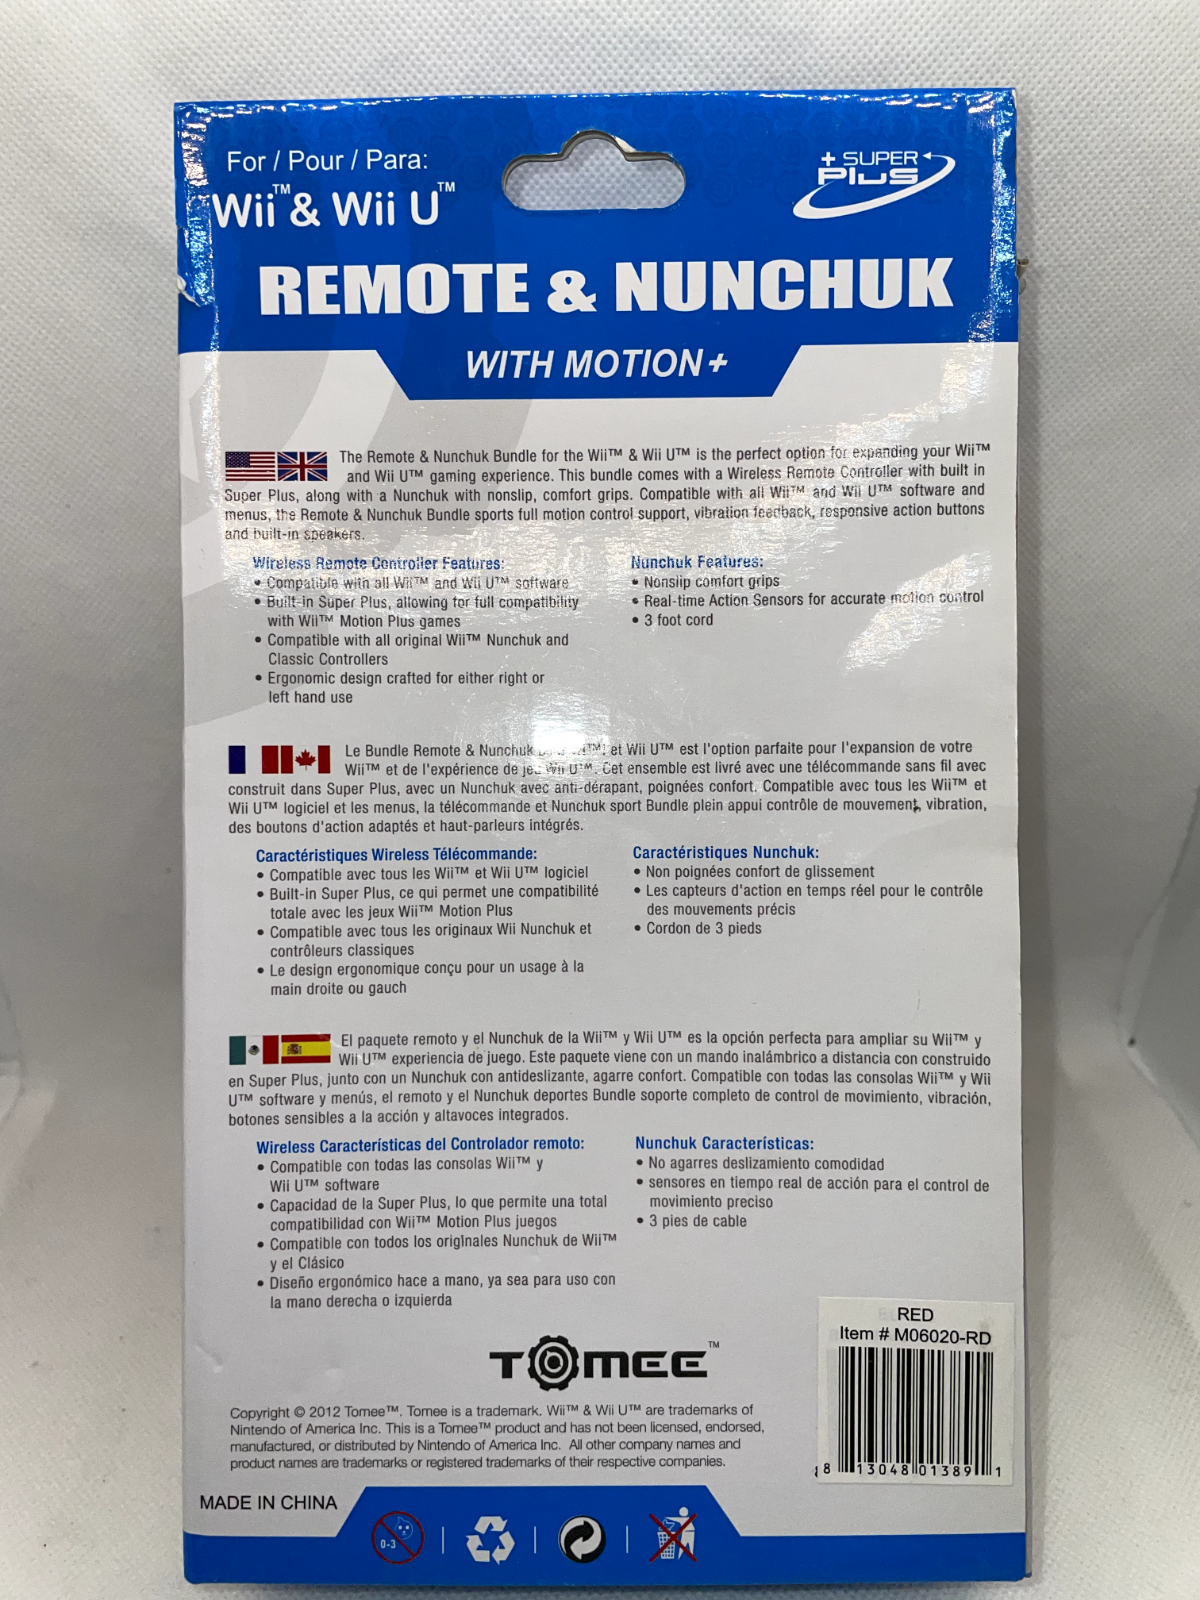 For / Pour / Para:
Wii™ & Wii U™
+ SUPER
PLUS
REMOTE & NUNCHUK
WITH MOTION+
The Remote & Nunchuk Bundle for the Wii™ & Wii U™ is the perfect option for expanding your Wii™
and Wii U™ gaming experience. This bundle comes with a Wireless Remote Controller with built in
Super Plus, along with a Nunchuk with nonslip, comfort grips. Compatible with all Wii™ and Wii U™ software and
menus, the Remote & Nunchuk Bundle sports full motion control support, vibration feedback, responsive action buttons
and built-in speakers.
Wireless Remote Controller Features:
• Compatible with all Wii™ and Wii U™ software
• Built-in Super Plus, allowing for full compatibility
with Wii™ Motion Plus games
• Compatible with all original Wii™ Nunchuk and
Classic Controllers
• Ergonomic design crafted for either right or
left hand use
Nunchuk Features:
• Nonslip comfort grips
• Real-time Action Sensors for accurate motion control
• 3 foot cord
Le Bundle Remote & Nunchuk et Wii U™ est l'option parfaite pour l'expansion de votre
Wii™ et de l'expérience de jeu Wii U™. Cet ensemble est livré avec une télécommande sans fil avec
construit dans Super Plus, avec un Nunchuk avec anti-dérapant, poignées confort. Compatible avec tous les Wii™ et
Wii U™ logiciel et les menus, la télécommande et Nunchuk sport Bundle plein appui contrôle de mouvement, vibration,
des boutons d'action adaptés et haut-parleurs intégrés.
Caractéristiques Wireless Télécommande:
• Compatible avec tous les Wii™ et Wii U™ logiciel
• Built-in Super Plus, ce qui permet une compatibilité
totale avec les jeux Wii™ Motion Plus
• Compatible avec tous les originaux Wii Nunchuk et
contrôleurs classiques
• Le design ergonomique conçu pour un usage à la
main droite ou gauch
Caractéristiques Nunchuk:
• Non poignées confort de glissement
• Les capteurs d'action en temps réel pour le contrôle
des mouvements précis
• Cordon de 3 pieds
El paquete remoto y el Nunchuk de la Wii™ y Wii U™ es la opción perfecta para ampliar su Wii™ y
Wii U™ experiencia de juego. Este paquete viene con un mando inalámbrico a distancia con construido
en Super Plus, junto con un Nunchuk con antideslizante, agarre confort. Compatible con todas las consolas Wii™ y Wii
U™ software y menús, el remoto y el Nunchuk deportes Bundle soporte completo de control de movimiento, vibración,
botones sensibles a la acción y altavoces integrados.
Wireless Características del Controlador remoto:
• Compatible con todas las consolas Wii™ y
Wii U™ software
• Capacidad de la Super Plus, lo que permite una total
compatibilidad con Wii™ Motion Plus juegos
• Compatible con todos los originales Nunchuk de Wii™
y el Clásico
• Diseño ergonómico hace a mano, ya sea para uso con
la mano derecha o izquierda
Nunchuk Características:
• No agarres deslizamiento comodidad
• sensores en tiempo real de acción para el control de
movimiento preciso
• 3 pies de cable
RED
Item # M06020-RD
8 13048 01389 1
TOMEE™
Copyright © 2012 Tomee™. Tomee is a trademark. Wii™ & Wii U™ are trademarks of
Nintendo of America Inc. This is a Tomee™ product and has not been licensed, endorsed,
manufactured, or distributed by Nintendo of America Inc. All other company names and
product names are trademarks or registered trademarks of their respective companies.
MADE IN CHINA
0-3